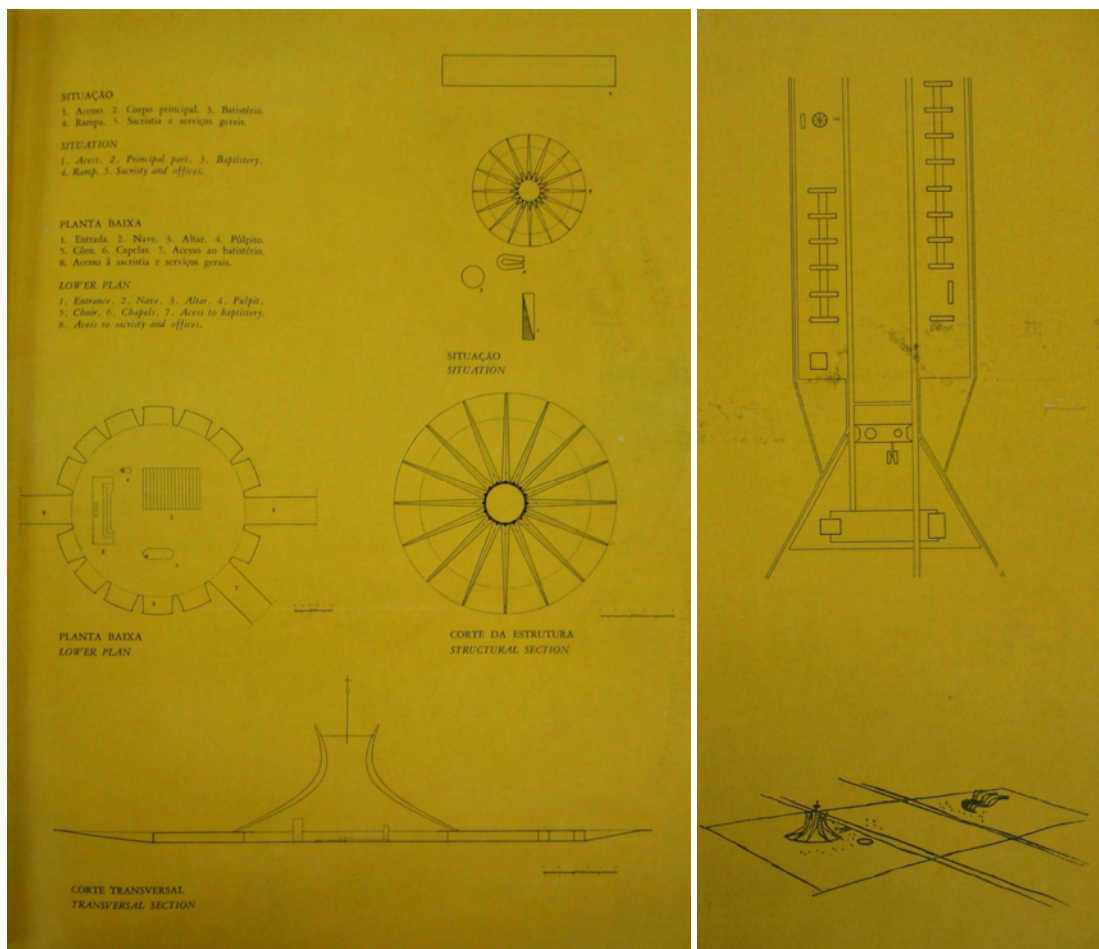 SITUAÇÃO
1. Acesso. 2. Corpo principal. 3. Batistério.
4. Rampa. 5. Sacristia e serviços gerais.
SITUATION
1. Acess. 2. Principal part. 3. Baptistery.
4. Ramp. 5. Sacristy and offices.
PLANTA BAIXA
1. Entrada. 2. Nave. 3. Altar. 4. Púlpito.
5. Côro. 6. Capelas. 7. Acesso ao batistério.
8. Acesso à sacristia e serviços gerais.
LOWER PLAN
1. Entrance. 2. Nave. 3. Altar. 4. Pulpit.
5. Choir. 6. Chapels. 7. Acess to baptistery.
8. Acess to sacristy and offices.
SITUAÇÃO
SITUATION
PLANTA BAIXA
LOWER PLAN
CORTE DA ESTRUTURA
STRUCTURAL SECTION
CORTE TRANSVERSAL
TRANSVERSAL SECTION